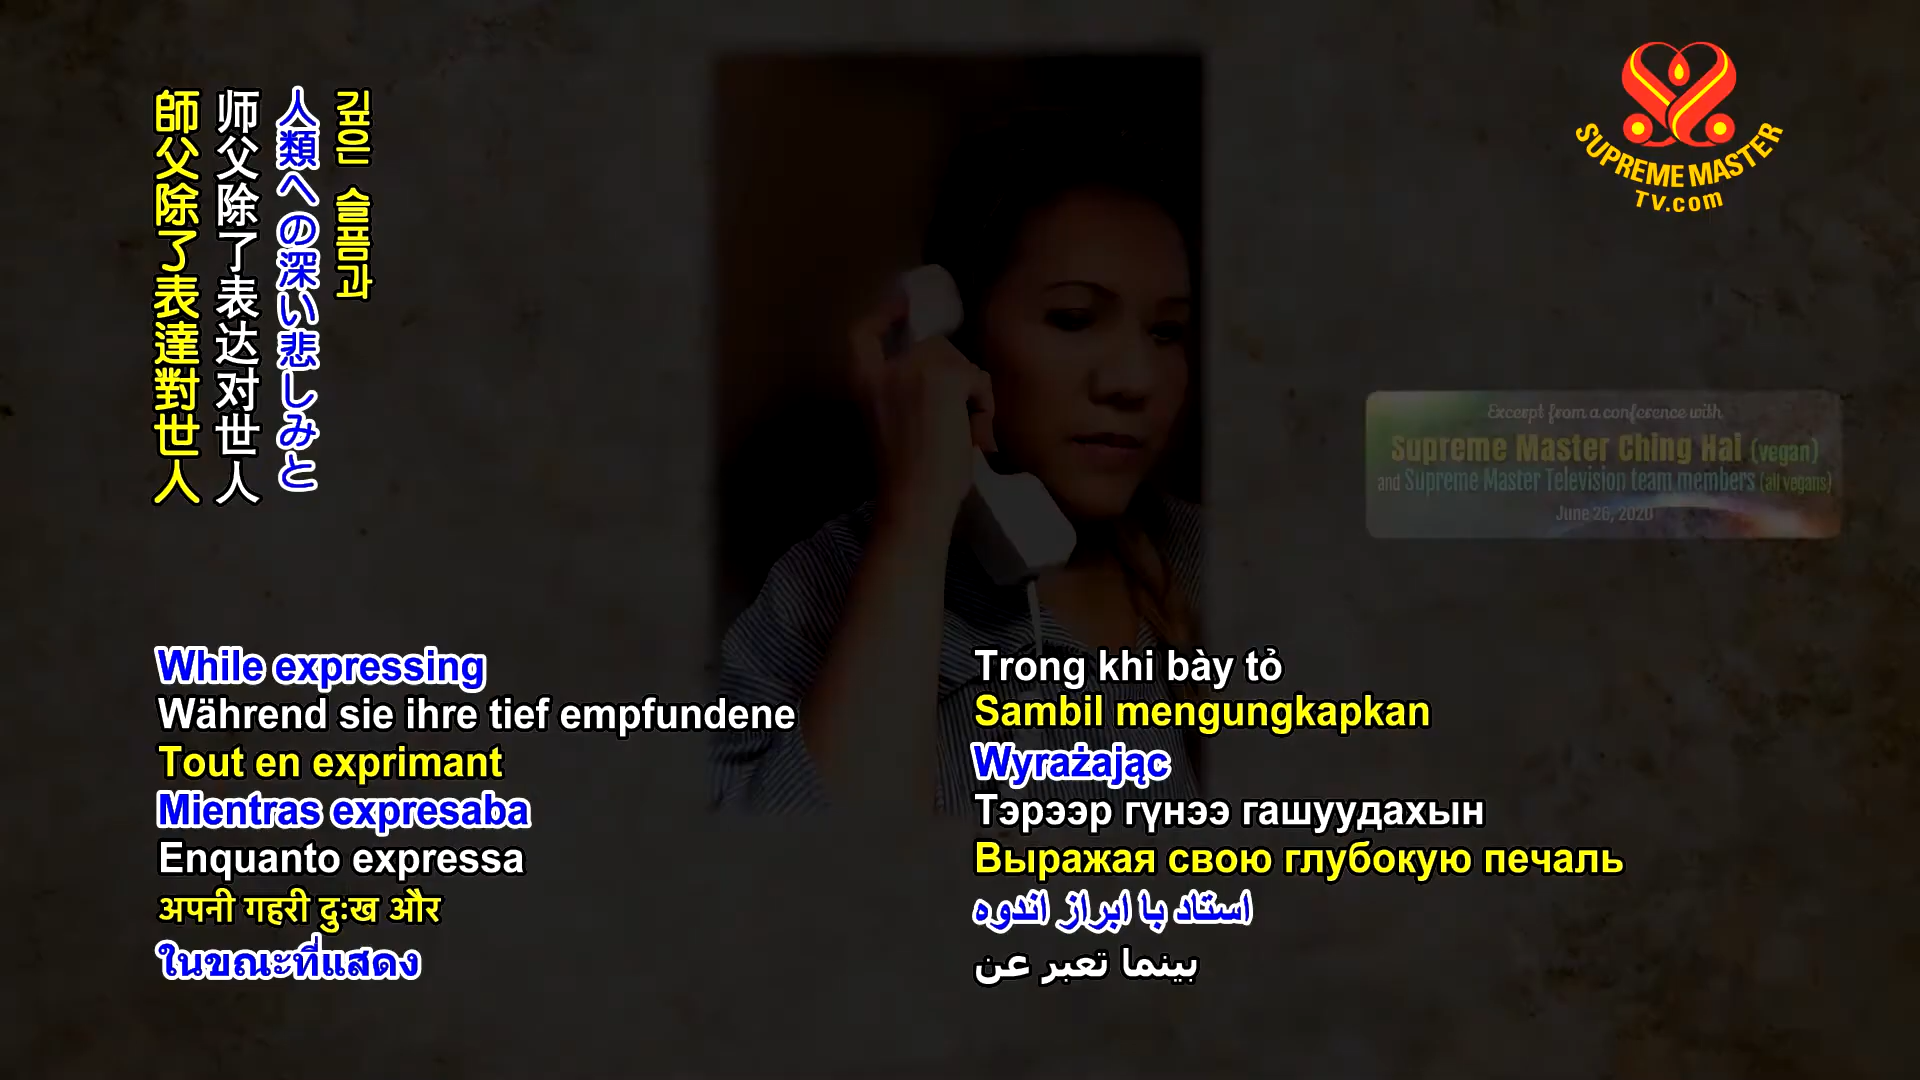 師父除了表達對世人
师父除了表达对世人
人類への深い悲しみと
깊은 슬픔과
SUPREME MASTER
TV.com
Excerpt from a conference with
Supreme Master Ching Hai (vegan)
and Supreme Master Television team members (all vegans)
June 26, 2020
While expressing
Während sie ihre tief empfundene
Tout en exprimant
Mientras expresaba
Enquanto expressa
अपनी गहरी दुःख और
ในขณะที่แสดง
Trong khi bày tỏ
Sambil mengungkapkan
Wyrażając
Тэрээр гүнээ гашуудахын
Выражая свою глубокую печаль
استاد با ابراز اندوه
بينما تعبر عن